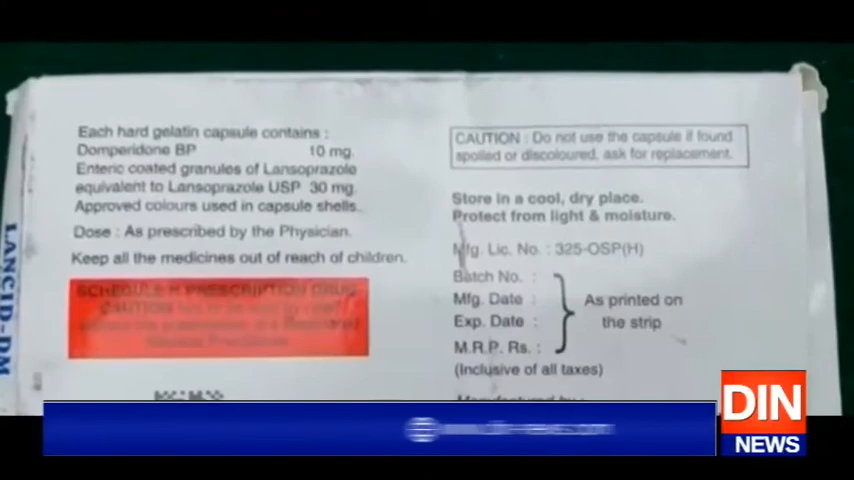 Each hard gelatin capsule contains :
Domperidone BP 10 mg.
Enteric coated granules of Lansoprazole
equivalent to Lansoprazole USP 30 mg.
Approved colours used in capsule shells.
Dose : As prescribed by the Physician.
Keep all the medicines out of reach of children.
SCHEDULE H PRESCRIPTION DRUG
CAUTION
LANCID-DM
CAUTION : Do not use the capsule if found
spoiled or discoloured, ask for replacement.
Store in a cool, dry place.
Protect from light & moisture.
Mfg. Lic. No. : 325-OSP(H)
Batch No. :
Mfg. Date :
Exp. Date :
M.R.P. Rs. :
As printed on
the strip
(Inclusive of all taxes)
DIN
NEWS